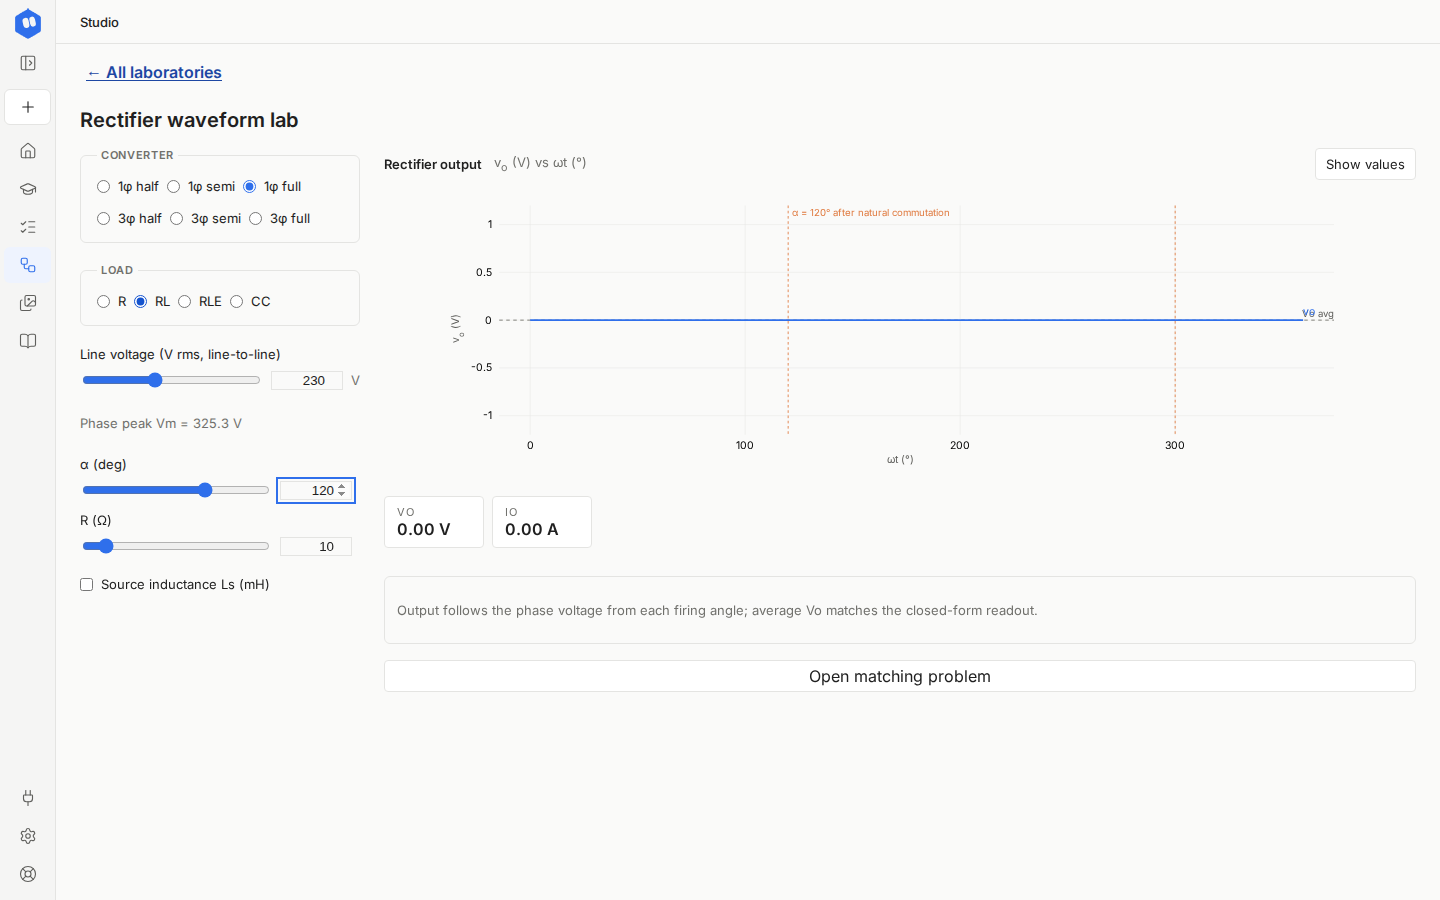 Studio
← All laboratories
Rectifier waveform lab
CONVERTER
1φ half 1φ semi 1φ full
3φ half 3φ semi 3φ full
LOAD
R RL RLE CC
Line voltage (V rms, line-to-line)
230 V
Phase peak Vm = 325.3 V
α (deg)
120
R (Ω)
10
Source inductance Ls (mH)
Rectifier output vo (V) vs ωt (°)
Show values
α = 120° after natural commutation
1
0.5
0
-0.5
-1
vo (V)
avg
0 100 200 300
ωt (°)
VO
0.00 V
IO
0.00 A
Output follows the phase voltage from each firing angle; average Vo matches the closed-form readout.
Open matching problem